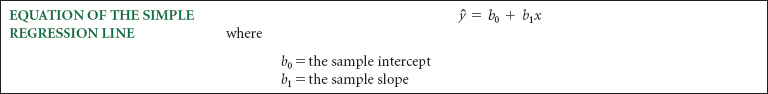 EQUATION OF THE SIMPLE
REGRESSION LINE
ŷ = b₀ + b₁x
where
b₀ = the sample intercept
b₁ = the sample slope